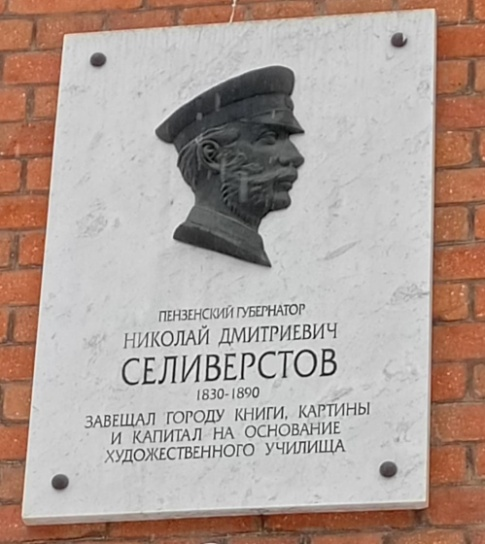 ПЕНЗЕНСКИЙ ГУБЕРНАТОР
НИКОЛАЙ ДМИТРИЕВИЧ
СЕЛИВЕРСТОВ
1830-1890
ЗАВЕЩАЛ ГОРОДУ КНИГИ, КАРТИНЫ
И КАПИТАЛ НА ОСНОВАНИЕ
ХУДОЖЕСТВЕННОГО УЧИЛИЩА